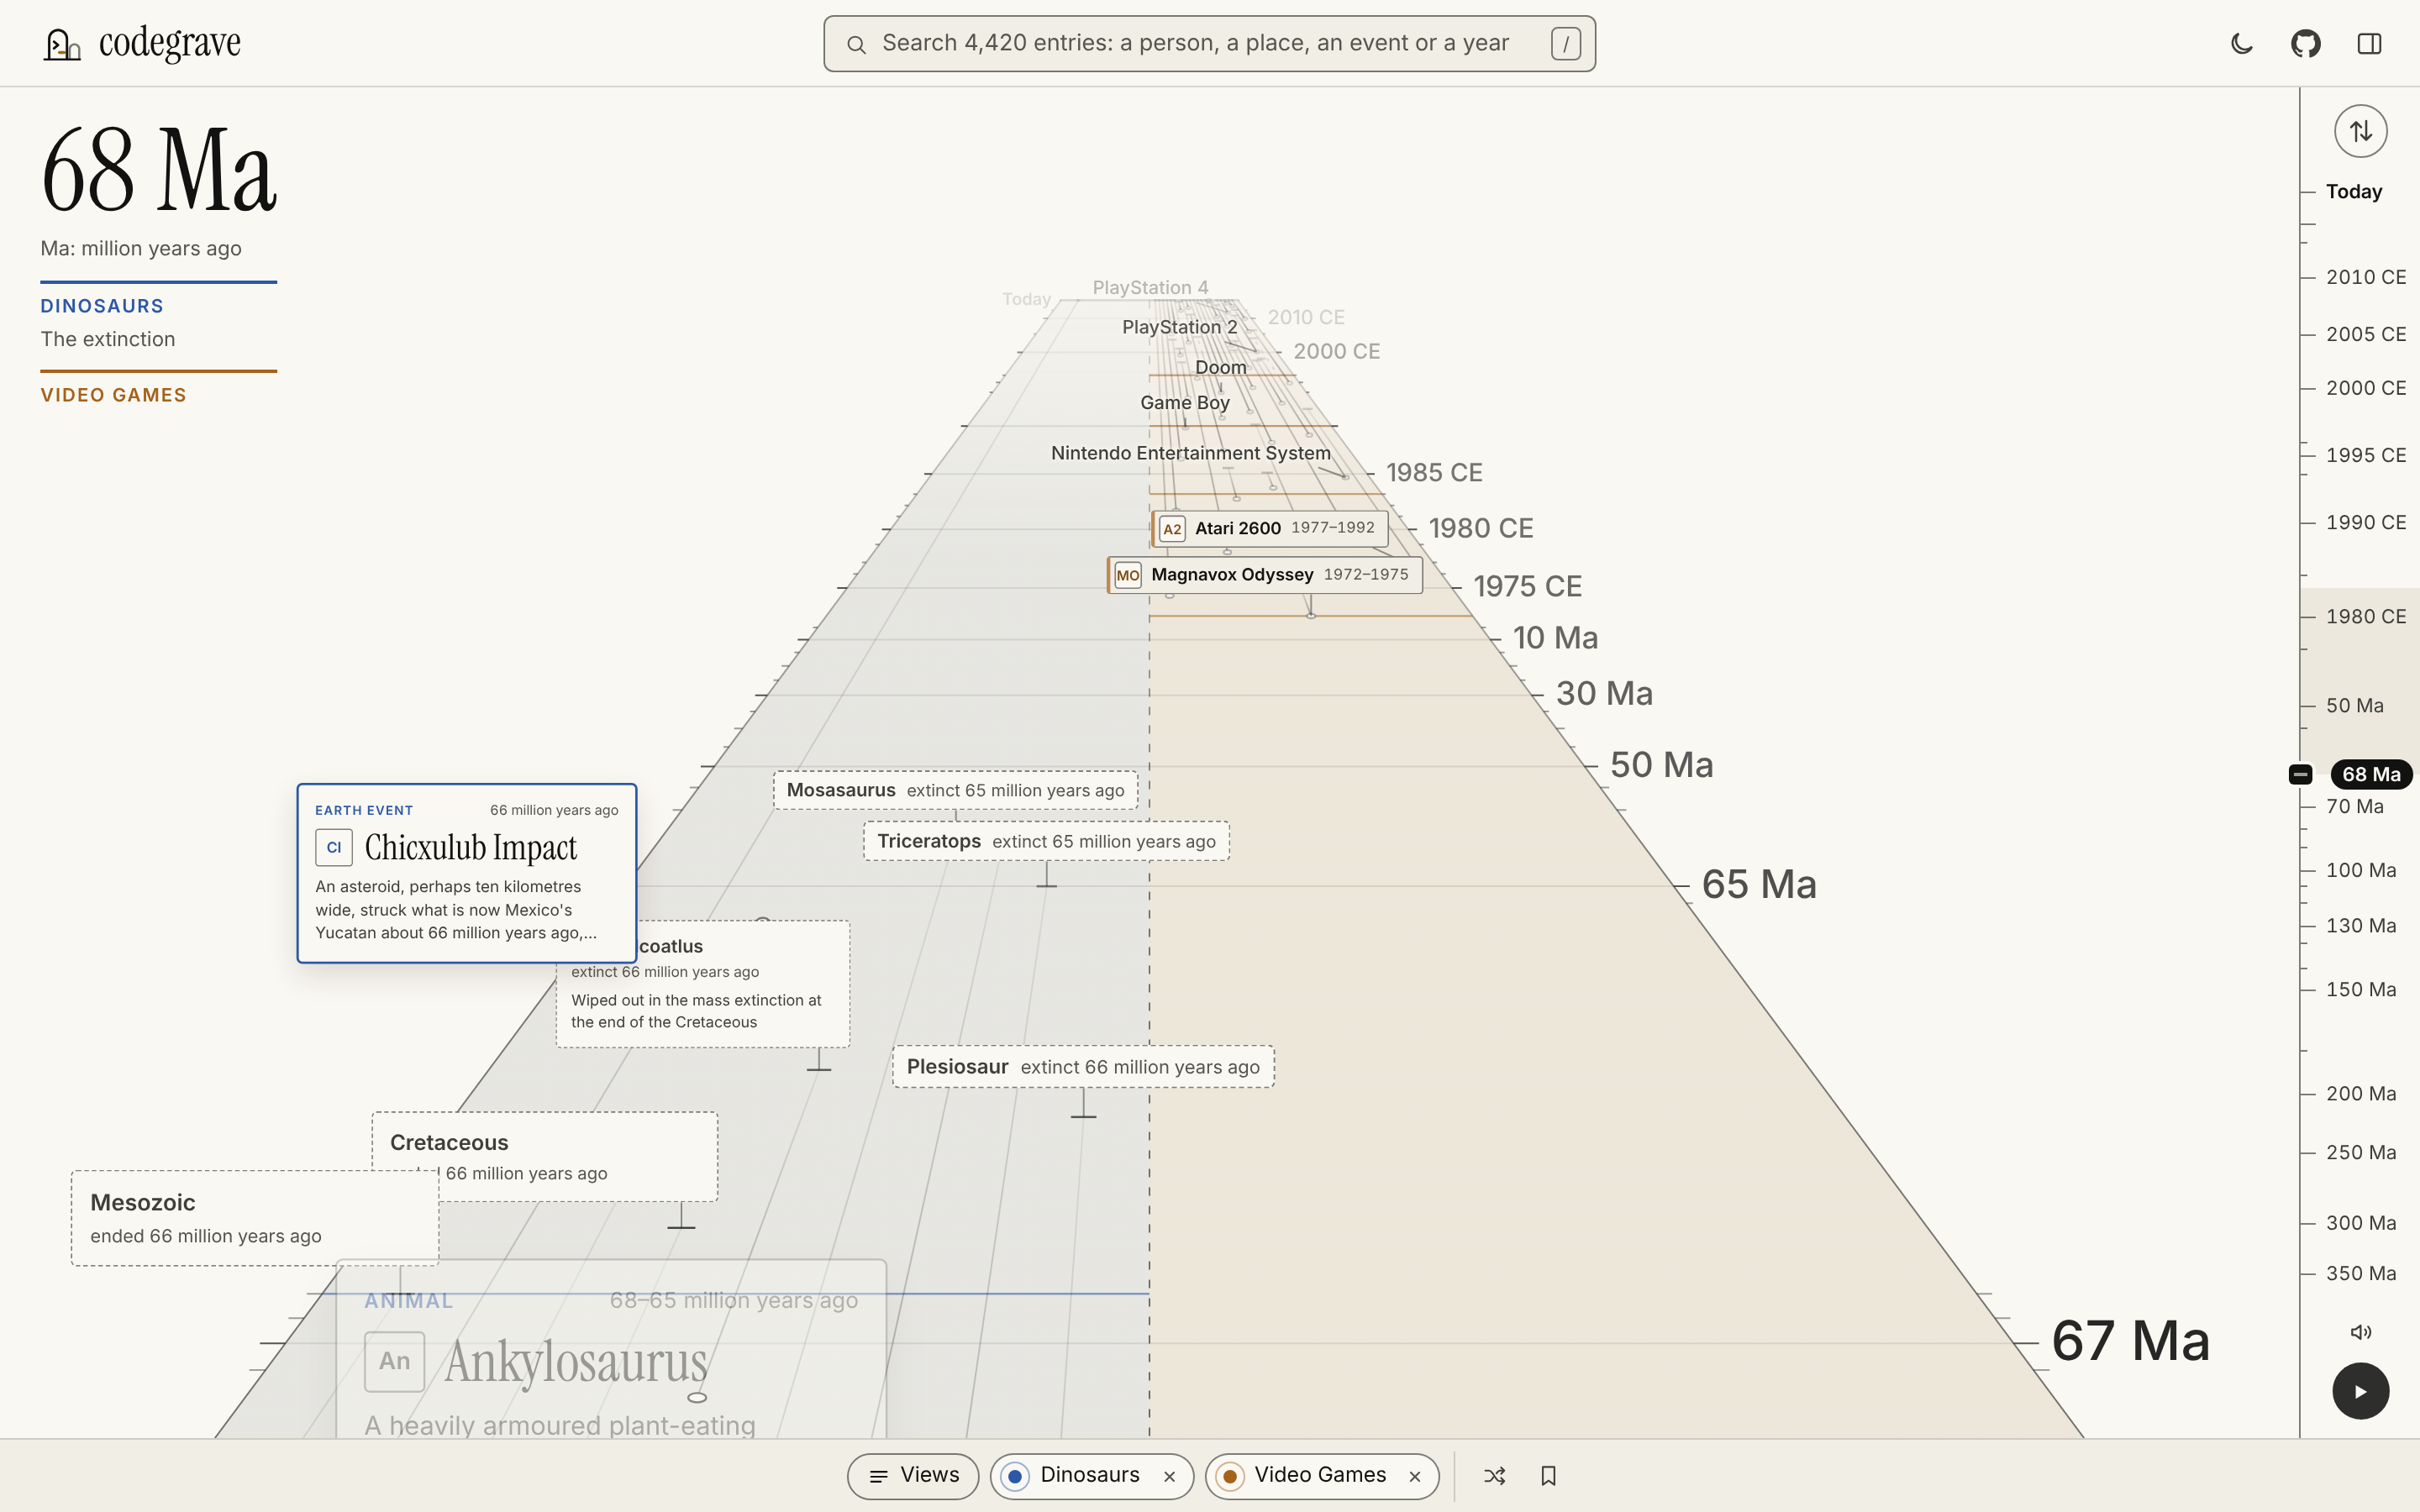 codegrave
Search 4,420 entries: a person, a place, an event or a year
/
68 Ma
Ma: million years ago
DINOSAURS
The extinction
VIDEO GAMES
Today
PlayStation 4
2010 CE
PlayStation 2
2000 CE
Doom
Game Boy
Nintendo Entertainment System
1985 CE
A2 Atari 2600 1977–1992
1980 CE
MO Magnavox Odyssey 1972–1975
1975 CE
10 Ma
30 Ma
50 Ma
Mosasaurus extinct 65 million years ago
Triceratops extinct 65 million years ago
65 Ma
EARTH EVENT 66 million years ago
CI Chicxulub Impact
An asteroid, perhaps ten kilometres
wide, struck what is now Mexico's
Yucatan about 66 million years ago,...
coatlus
extinct 66 million years ago
Wiped out in the mass extinction at
the end of the Cretaceous
Plesiosaur extinct 66 million years ago
Cretaceous
66 million years ago
Mesozoic
ended 66 million years ago
ANIMAL 68–65 million years ago
An Ankylosaurus
A heavily armoured plant-eating
67 Ma
Today
2010 CE
2005 CE
2000 CE
1995 CE
1990 CE
1980 CE
50 Ma
68 Ma
70 Ma
100 Ma
130 Ma
150 Ma
200 Ma
250 Ma
300 Ma
350 Ma
Views
Dinosaurs ×
Video Games ×